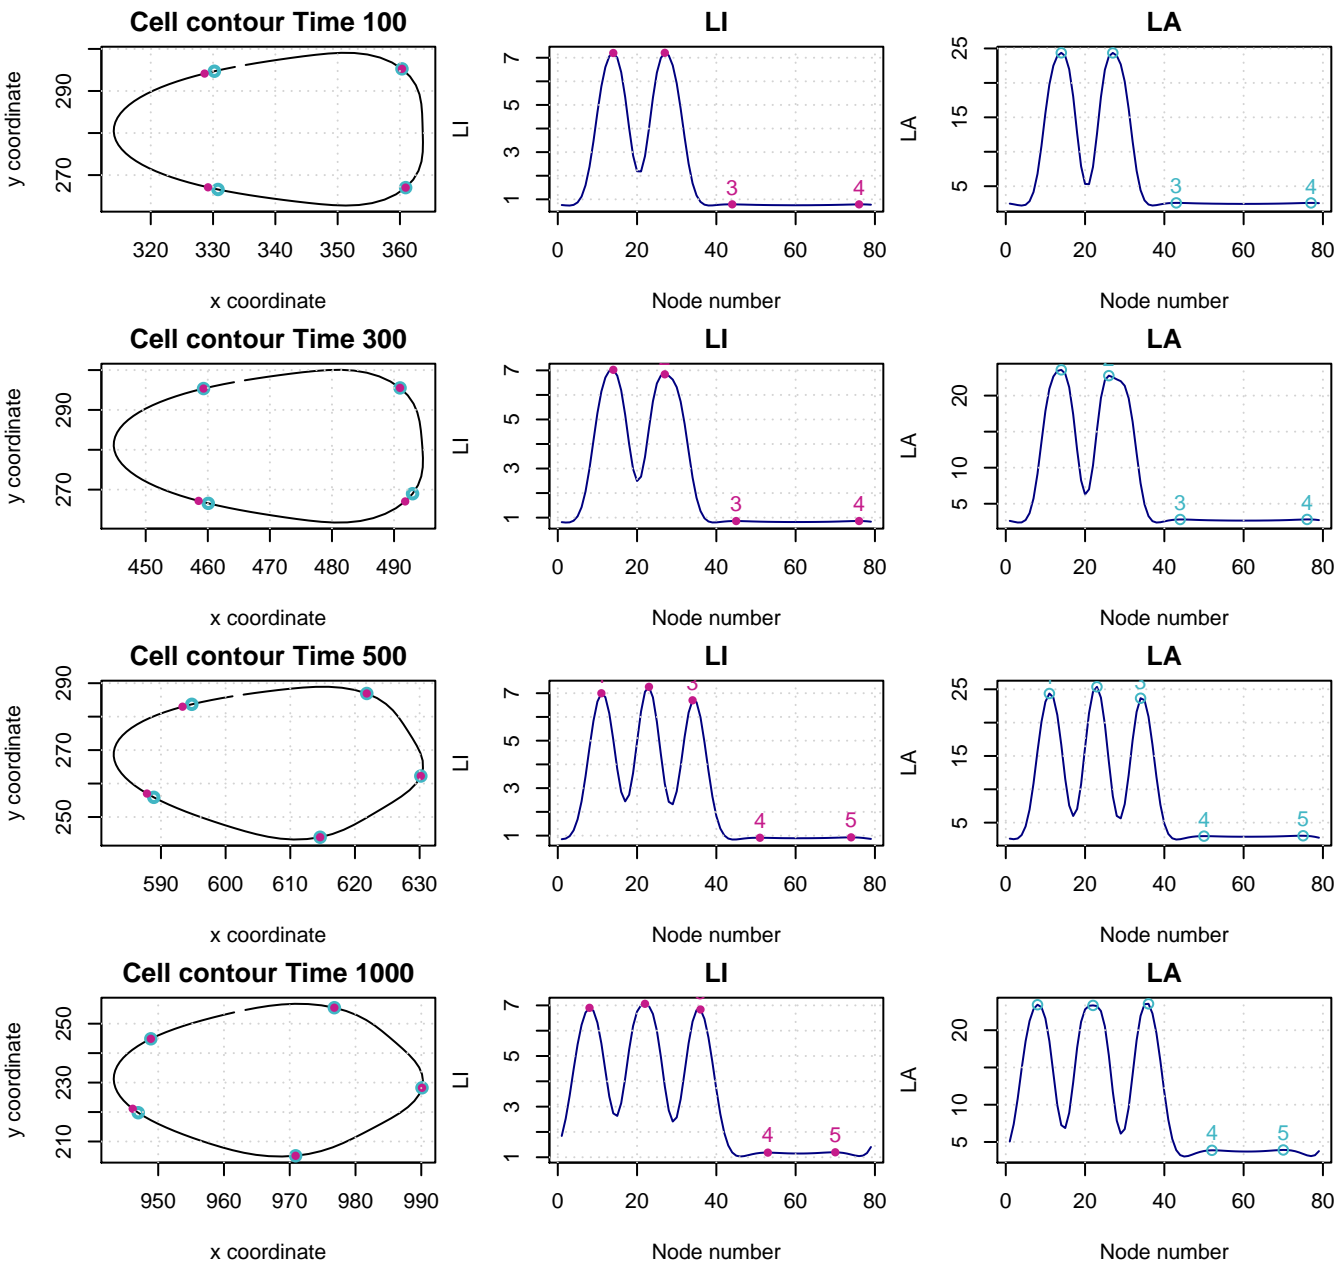 Cell contour Time 100
LI
LA
y coordinate
270 290
320 330 340 350 360
x coordinate
LI
1 3 5 7
3 4
0 20 40 60 80
Node number
LA
5 15 25
3 4
0 20 40 60 80
Node number
Cell contour Time 300
LI
LA
y coordinate
270 290
450 460 470 480 490
x coordinate
LI
1 3 5 7
3 4
0 20 40 60 80
Node number
LA
5 10 20
3 4
0 20 40 60 80
Node number
Cell contour Time 500
LI
LA
y coordinate
250 270 290
590 600 610 620 630
x coordinate
LI
1 3 5 7
3 4 5
0 20 40 60 80
Node number
LA
5 15 25
3 4 5
0 20 40 60 80
Node number
Cell contour Time 1000
LI
LA
y coordinate
210 230 250
950 960 970 980 990
x coordinate
LI
1 3 5 7
4 5
0 20 40 60 80
Node number
LA
5 10 20
4 5
0 20 40 60 80
Node number